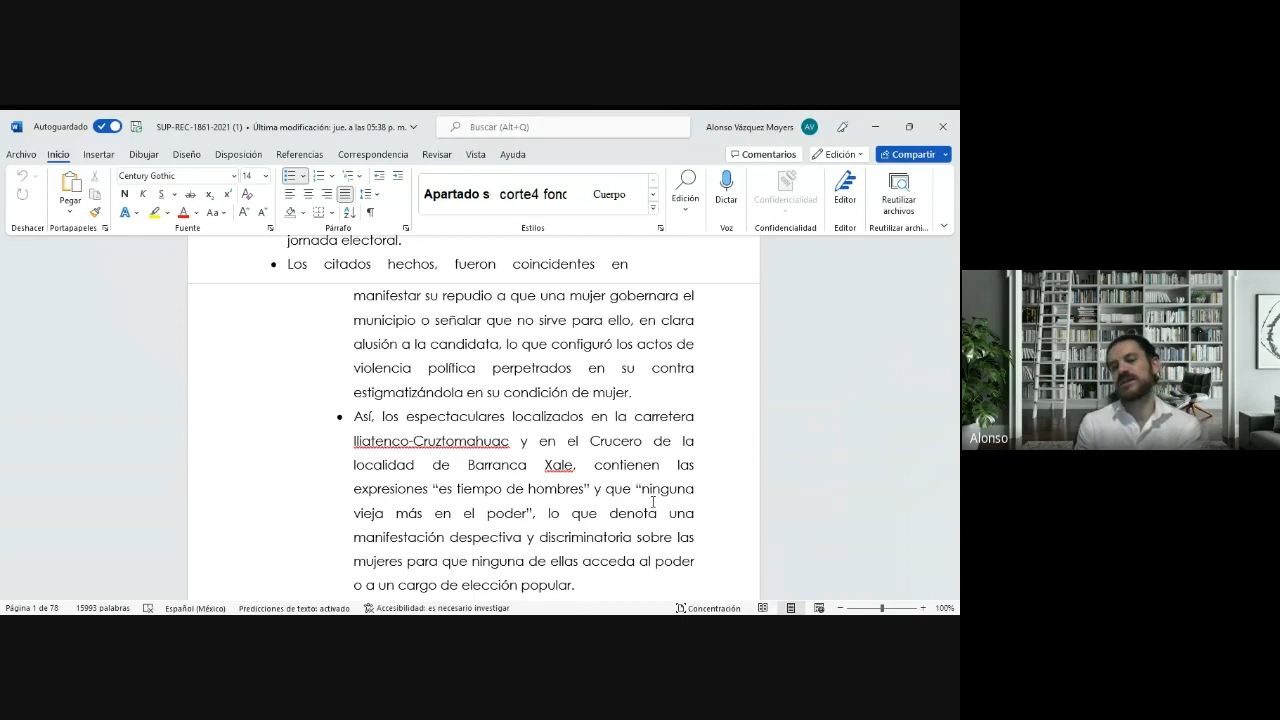 Autoguardado
SUP-REC-1861-2021 (1) • Última modificación: jue. a las 05:38 p. m.
Buscar (Alt+Q)
Alonso Vázquez Moyers
AV
Archivo Inicio Insertar Dibujar Diseño Disposición Referencias Correspondencia Revisar Vista Ayuda
Comentarios
Edición
Compartir
Pegar
Century Gothic
14
N K S ab x₂ x²
A A Aa A A
Apartado s
corte4 fonc
Cuerpo
Edición
Dictar
Confidencialidad
Editor
Reutilizar
archivos
Deshacer Portapapeles Fuente Párrafo Estilos Voz Confidencialidad Editor Reutilizar archi...
jornada electoral.
• Los citados hechos, fueron coincidentes en
manifestar su repudio a que una mujer gobernara el
municipio o señalar que no sirve para ello, en clara
alusión a la candidata, lo que configuró los actos de
violencia política perpetrados en su contra
estigmatizándola en su condición de mujer.
• Así, los espectaculares localizados en la carretera
Iliatenco-Cruztomahuac y en el Crucero de la
localidad de Barranca Xale, contienen las
expresiones “es tiempo de hombres” y que “ninguna
vieja más en el poder”, lo que denota una
manifestación despectiva y discriminatoria sobre las
mujeres para que ninguna de ellas acceda al poder
o a un cargo de elección popular.
Página 1 de 78 15993 palabras Español (México) Predicciones de texto: activado Accesibilidad: es necesario investigar Concentración 100%
Alonso